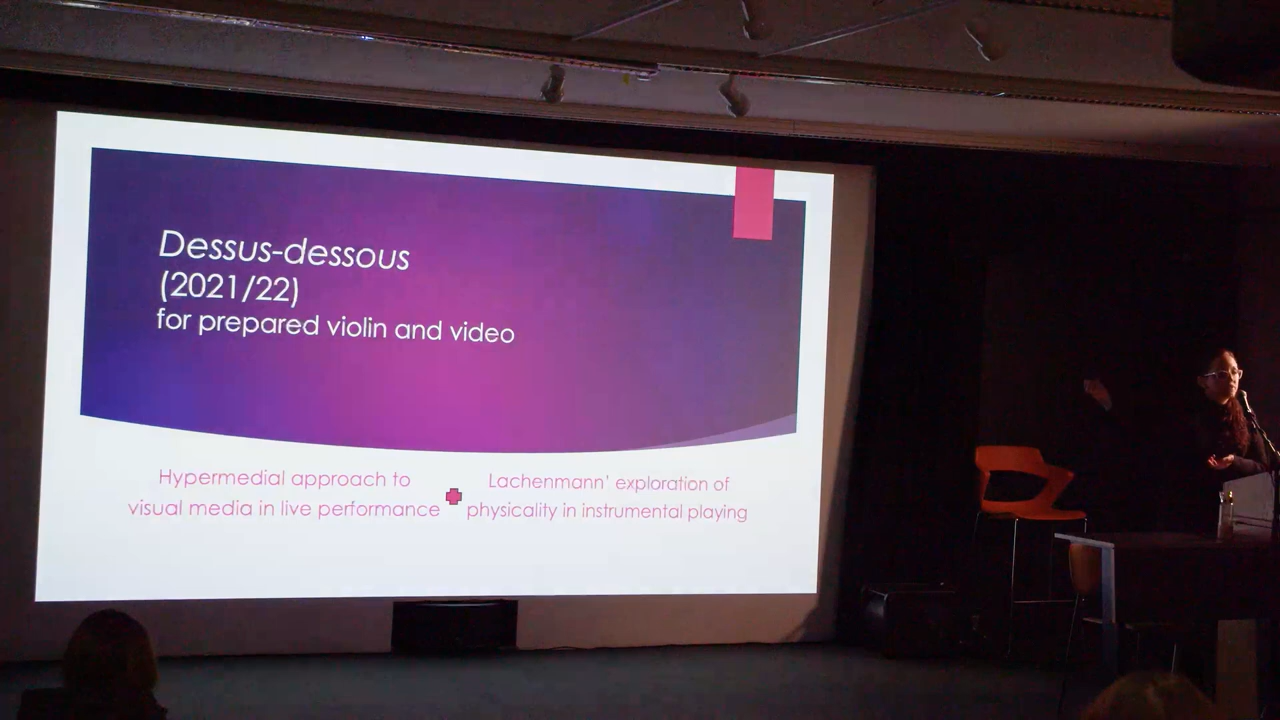 Dessus-dessous
(2021/22)
for prepared violin and video
Hypermedial approach to
visual media in live performance
Lachenmann' exploration of
physicality in instrumental playing